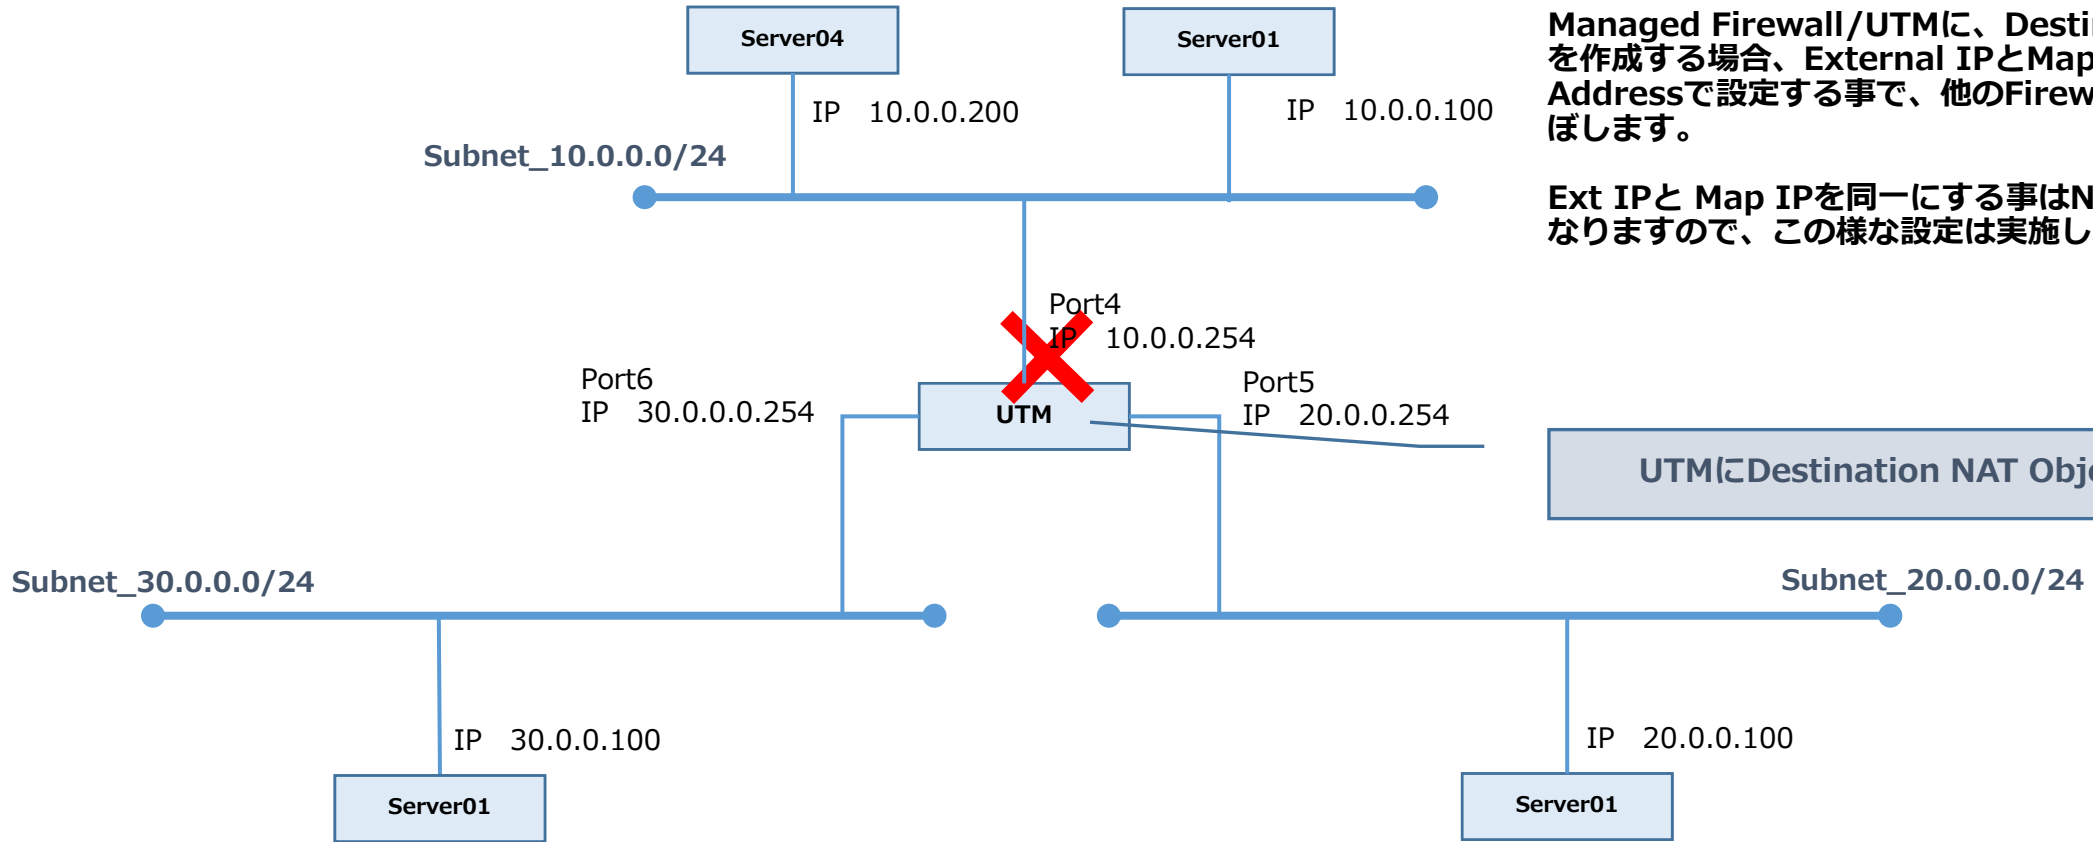 Server04
Server01
Managed Firewall/UTMに、Desti
を作成する場合、External IPとMap
Addressで設定する事で、他のFirew
ぼします。
IP 10.0.0.200
IP 10.0.0.100
Subnet_10.0.0.0/24
Ext IPと Map IPを同一にする事はN
なりますので、この様な設定は実施し
Port4
IP 10.0.0.254
Port6
IP 30.0.0.0.254
UTM
Port5
IP 20.0.0.254
UTMにDestination NAT Obje
Subnet_30.0.0.0/24
Subnet_20.0.0.0/24
IP 30.0.0.100
IP 20.0.0.100
Server01
Server01